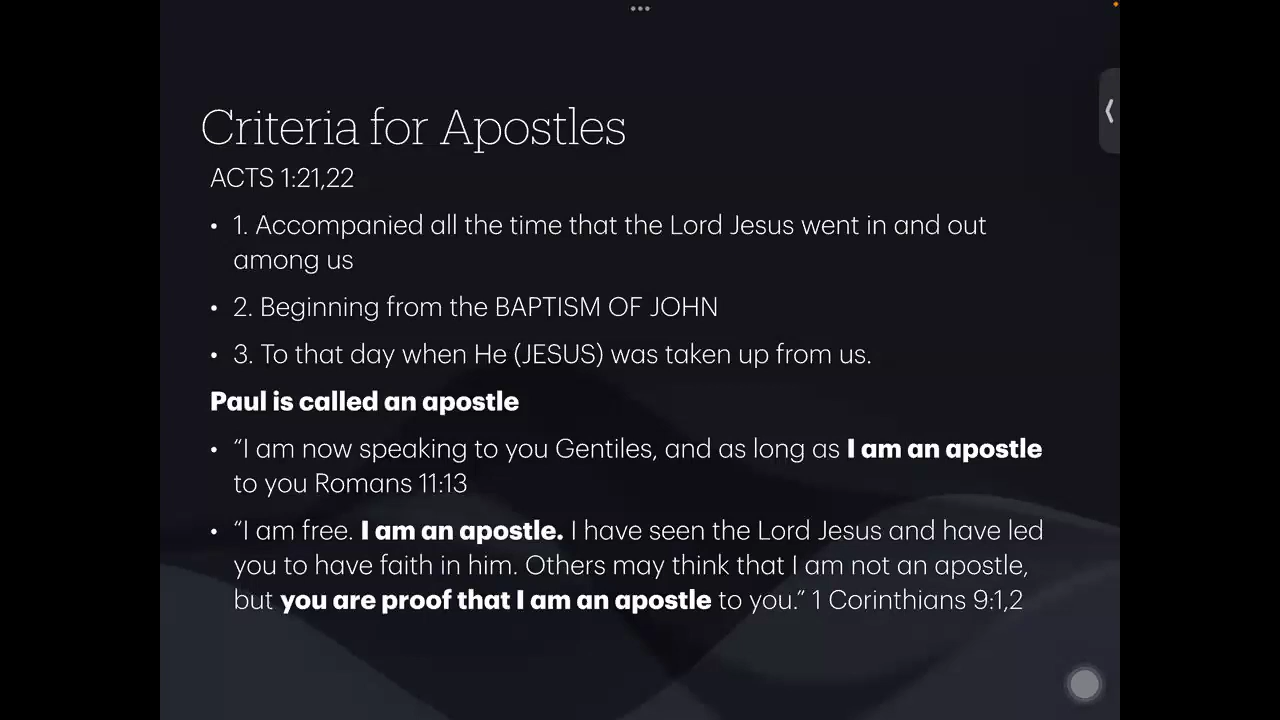 Criteria for Apostles
ACTS 1:21,22
• 1. Accompanied all the time that the Lord Jesus went in and out
among us
• 2. Beginning from the BAPTISM OF JOHN
• 3. To that day when He (JESUS) was taken up from us.
Paul is called an apostle
• “I am now speaking to you Gentiles, and as long as I am an apostle
to you Romans 11:13
• “I am free. I am an apostle. I have seen the Lord Jesus and have led
you to have faith in him. Others may think that I am not an apostle,
but you are proof that I am an apostle to you.” 1 Corinthians 9:1,2